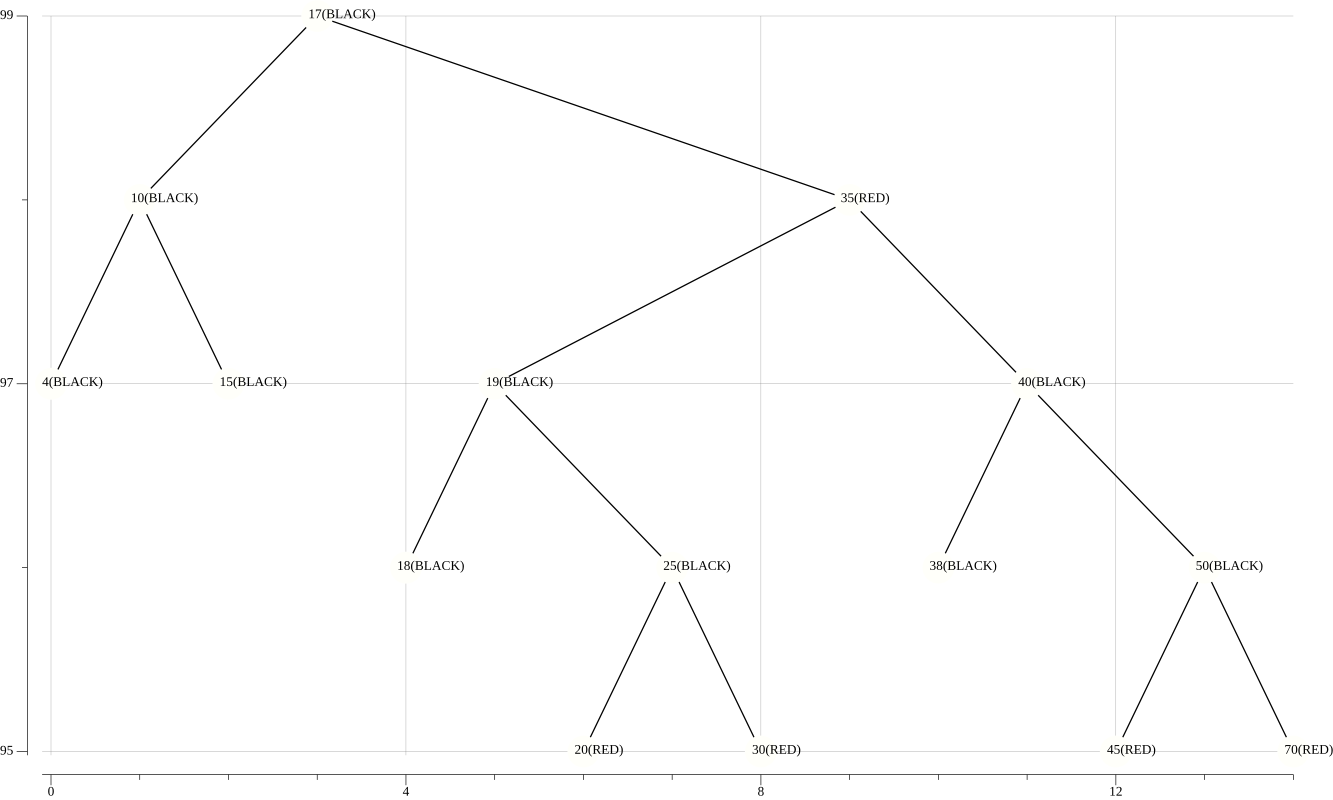 99
17(BLACK)
10(BLACK)
35(RED)
97
4(BLACK)
15(BLACK)
19(BLACK)
40(BLACK)
18(BLACK)
25(BLACK)
38(BLACK)
50(BLACK)
95
20(RED)
30(RED)
45(RED)
70(RED)
0
4
8
12